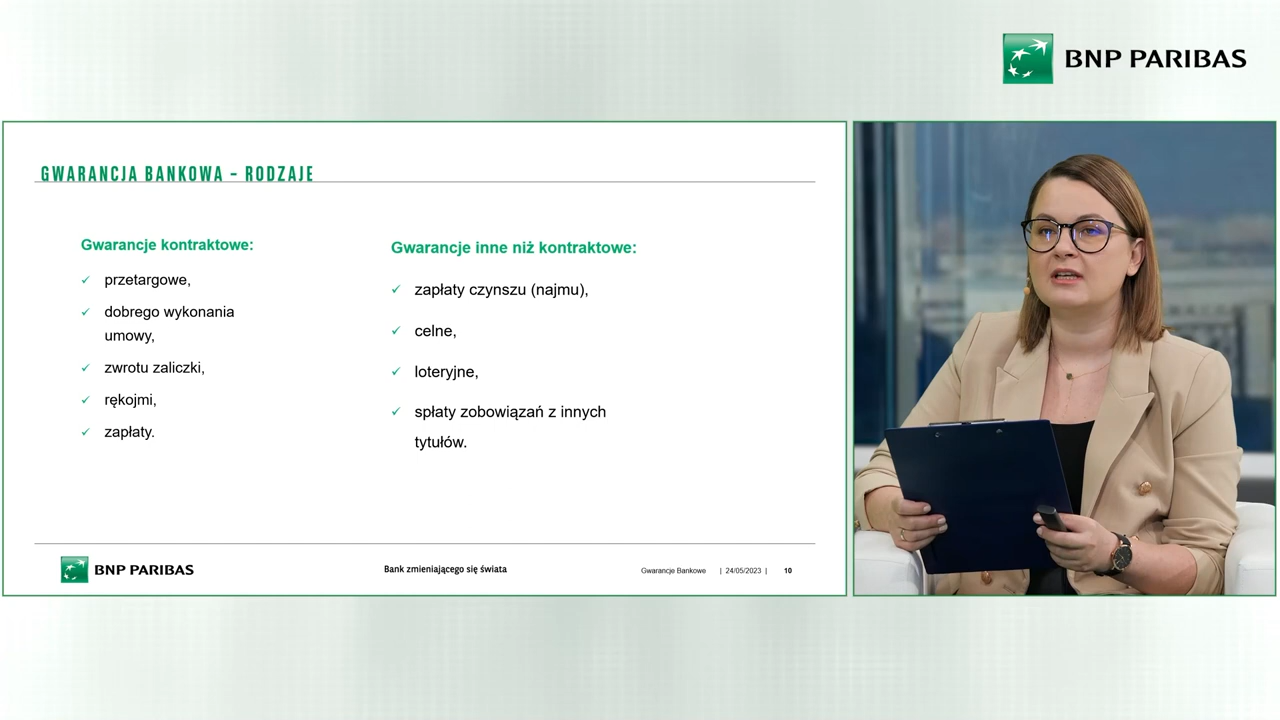 BNP PARIBAS
GWARANCJA BANKOWA – RODZAJE
Gwarancje kontraktowe:
przetargowe,
dobrego wykonania
umowy,
zwrotu zaliczki,
rękojmi,
zapłaty.
Gwarancje inne niż kontraktowe:
zapłaty czynszu (najmu),
celne,
loteryjne,
spłaty zobowiązań z innych
tytułów.
BNP PARIBAS
Bank zmieniającego się świata
Gwarancje Bankowe | 24/05/2023 | 10